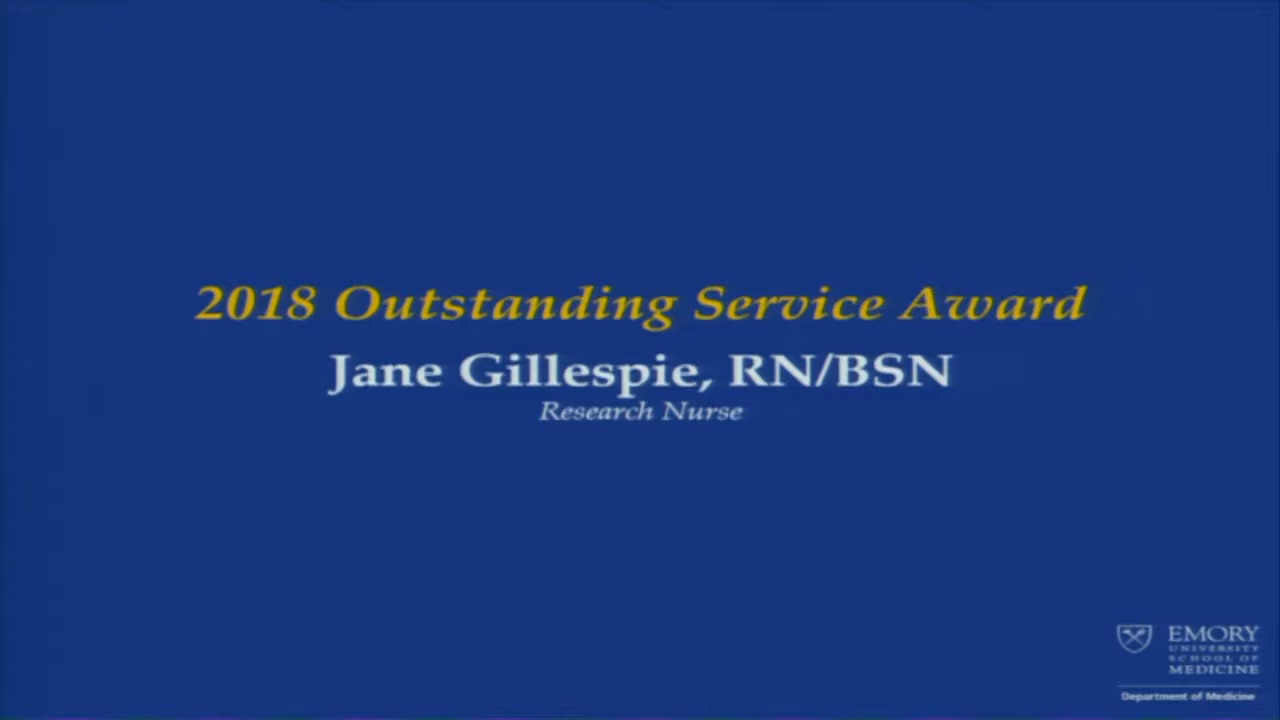 2018 Outstanding Service Award
Jane Gillespie, RN/BSN
Research Nurse
EMORY
UNIVERSITY
SCHOOL OF
MEDICINE
Department of Medicine